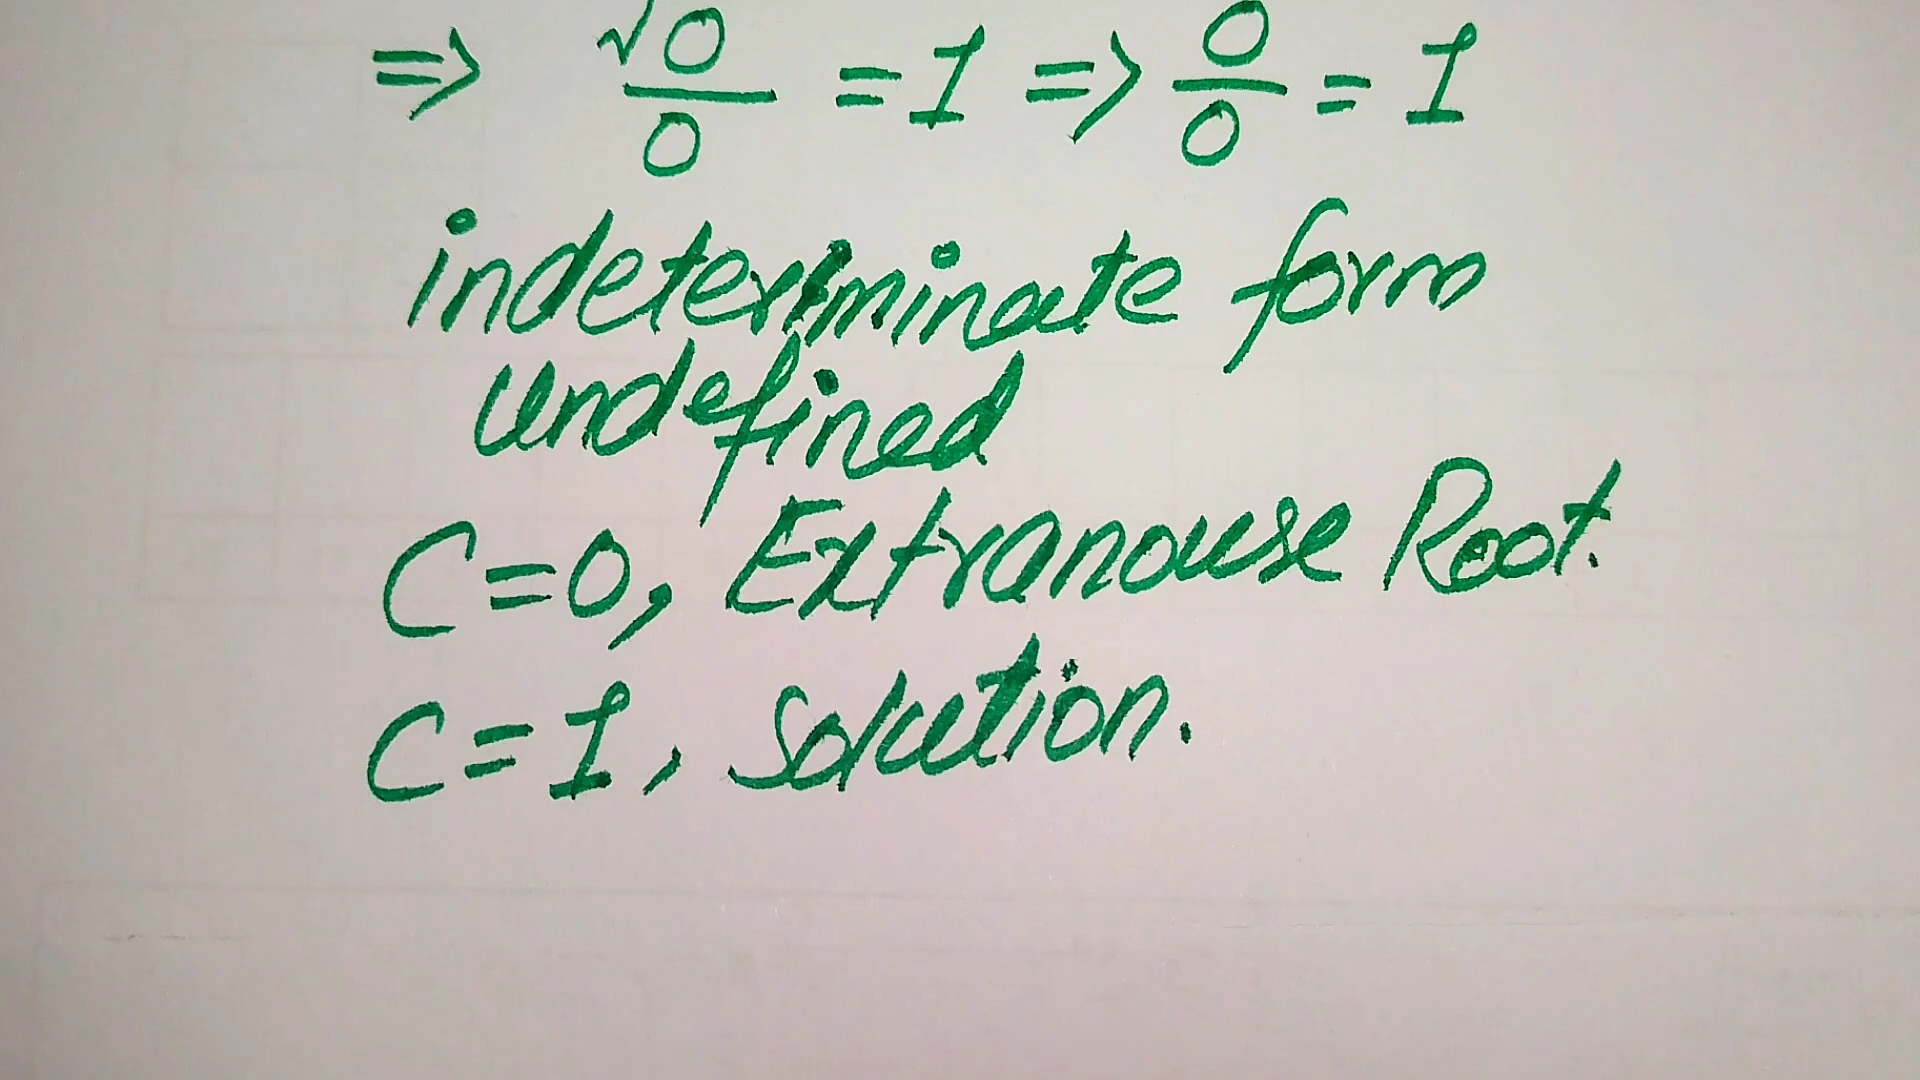 ⇒ √0/0 = 1 ⇒ 0/0 = 1
indeterminate form
undefined
C=0, Extranouse Root.
C=1, Solution.